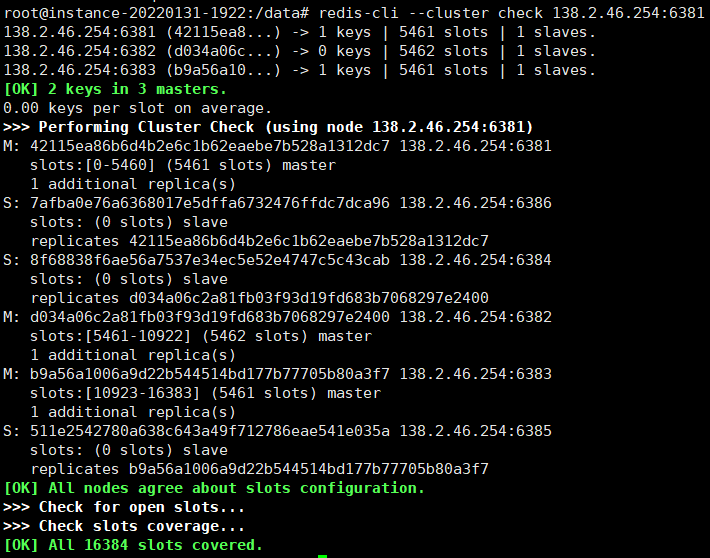 root@instance-20220131-1922:/data# redis-cli --cluster check 138.2.46.254:6381
138.2.46.254:6381 (42115ea8...) -> 1 keys | 5461 slots | 1 slaves.
138.2.46.254:6382 (d034a06c...) -> 0 keys | 5462 slots | 1 slaves.
138.2.46.254:6383 (b9a56a10...) -> 1 keys | 5461 slots | 1 slaves.
[OK] 2 keys in 3 masters.
0.00 keys per slot on average.
>>> Performing Cluster Check (using node 138.2.46.254:6381)
M: 42115ea86b6d4b2e6c1b62eaebe7b528a1312dc7 138.2.46.254:6381
   slots:[0-5460] (5461 slots) master
   1 additional replica(s)
S: 7afba0e76a6368017e5dffa6732476ffdc7dca96 138.2.46.254:6386
   slots: (0 slots) slave
   replicates 42115ea86b6d4b2e6c1b62eaebe7b528a1312dc7
S: 8f68838f6ae56a7537e34ec5e52e4747c5c43cab 138.2.46.254:6384
   slots: (0 slots) slave
   replicates d034a06c2a81fb03f93d19fd683b7068297e2400
M: d034a06c2a81fb03f93d19fd683b7068297e2400 138.2.46.254:6382
   slots:[5461-10922] (5462 slots) master
   1 additional replica(s)
M: b9a56a1006a9d22b544514bd177b77705b80a3f7 138.2.46.254:6383
   slots:[10923-16383] (5461 slots) master
   1 additional replica(s)
S: 511e2542780a638c643a49f712786eae541e035a 138.2.46.254:6385
   slots: (0 slots) slave
   replicates b9a56a1006a9d22b544514bd177b77705b80a3f7
[OK] All nodes agree about slots configuration.
>>> Check for open slots...
>>> Check slots coverage...
[OK] All 16384 slots covered.